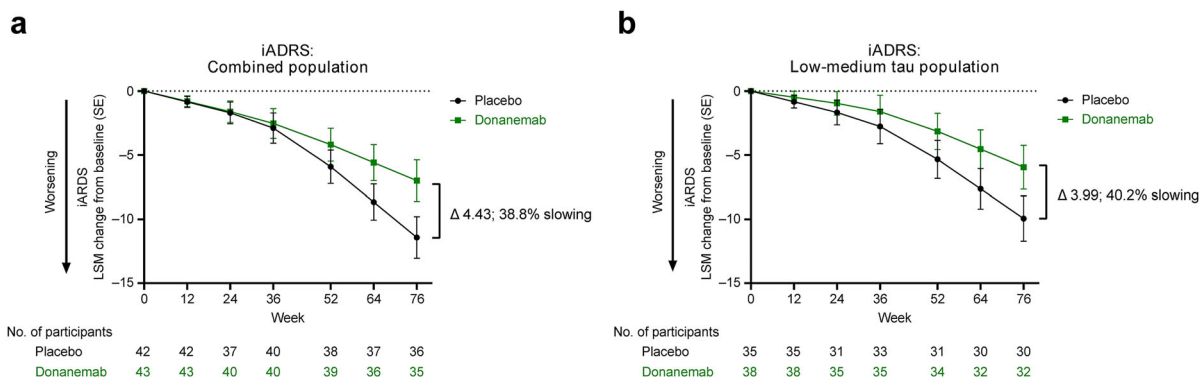 a
iADRS:
Combined population
Worsening
iARDS
LSM change from baseline (SE)
0
−5
−10
−15
Placebo
Donanemab
Δ 4.43; 38.8% slowing
0 12 24 36 52 64 76
Week
No. of participants
Placebo 42 42 37 40 38 37 36
Donanemab 43 43 40 40 39 36 35
b
iADRS:
Low-medium tau population
Worsening
iARDS
LSM change from baseline (SE)
0
−5
−10
−15
Placebo
Donanemab
Δ 3.99; 40.2% slowing
0 12 24 36 52 64 76
Week
No. of participants
Placebo 35 35 31 33 31 30 30
Donanemab 38 38 35 35 34 32 32